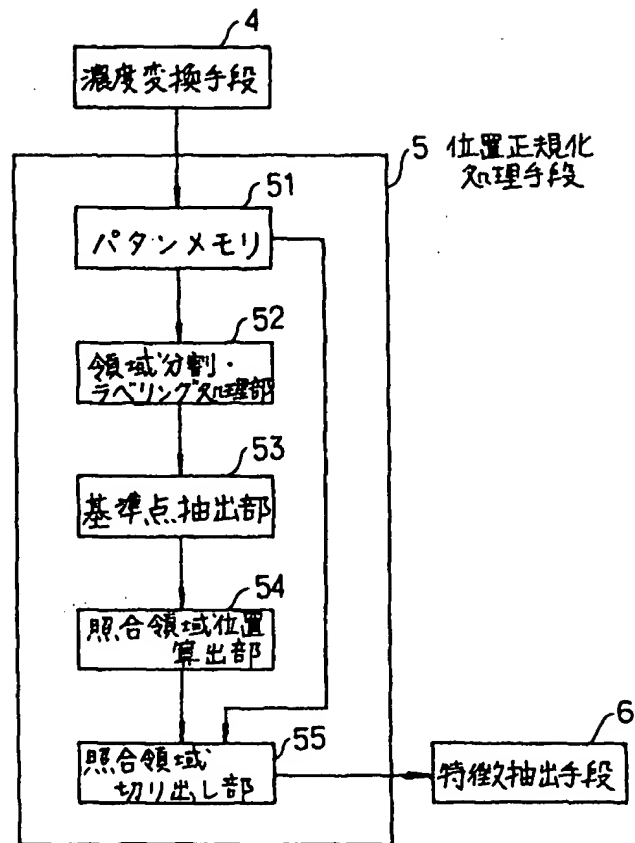 4
濃度変換手段
5 位置正規化
処理手段
51
パタンメモリ
52
領域分割・
ラベリング処理部
53
基準点抽出部
54
照合領域位置
算出部
55
照合領域
切り出し部
6
特徴抽出手段